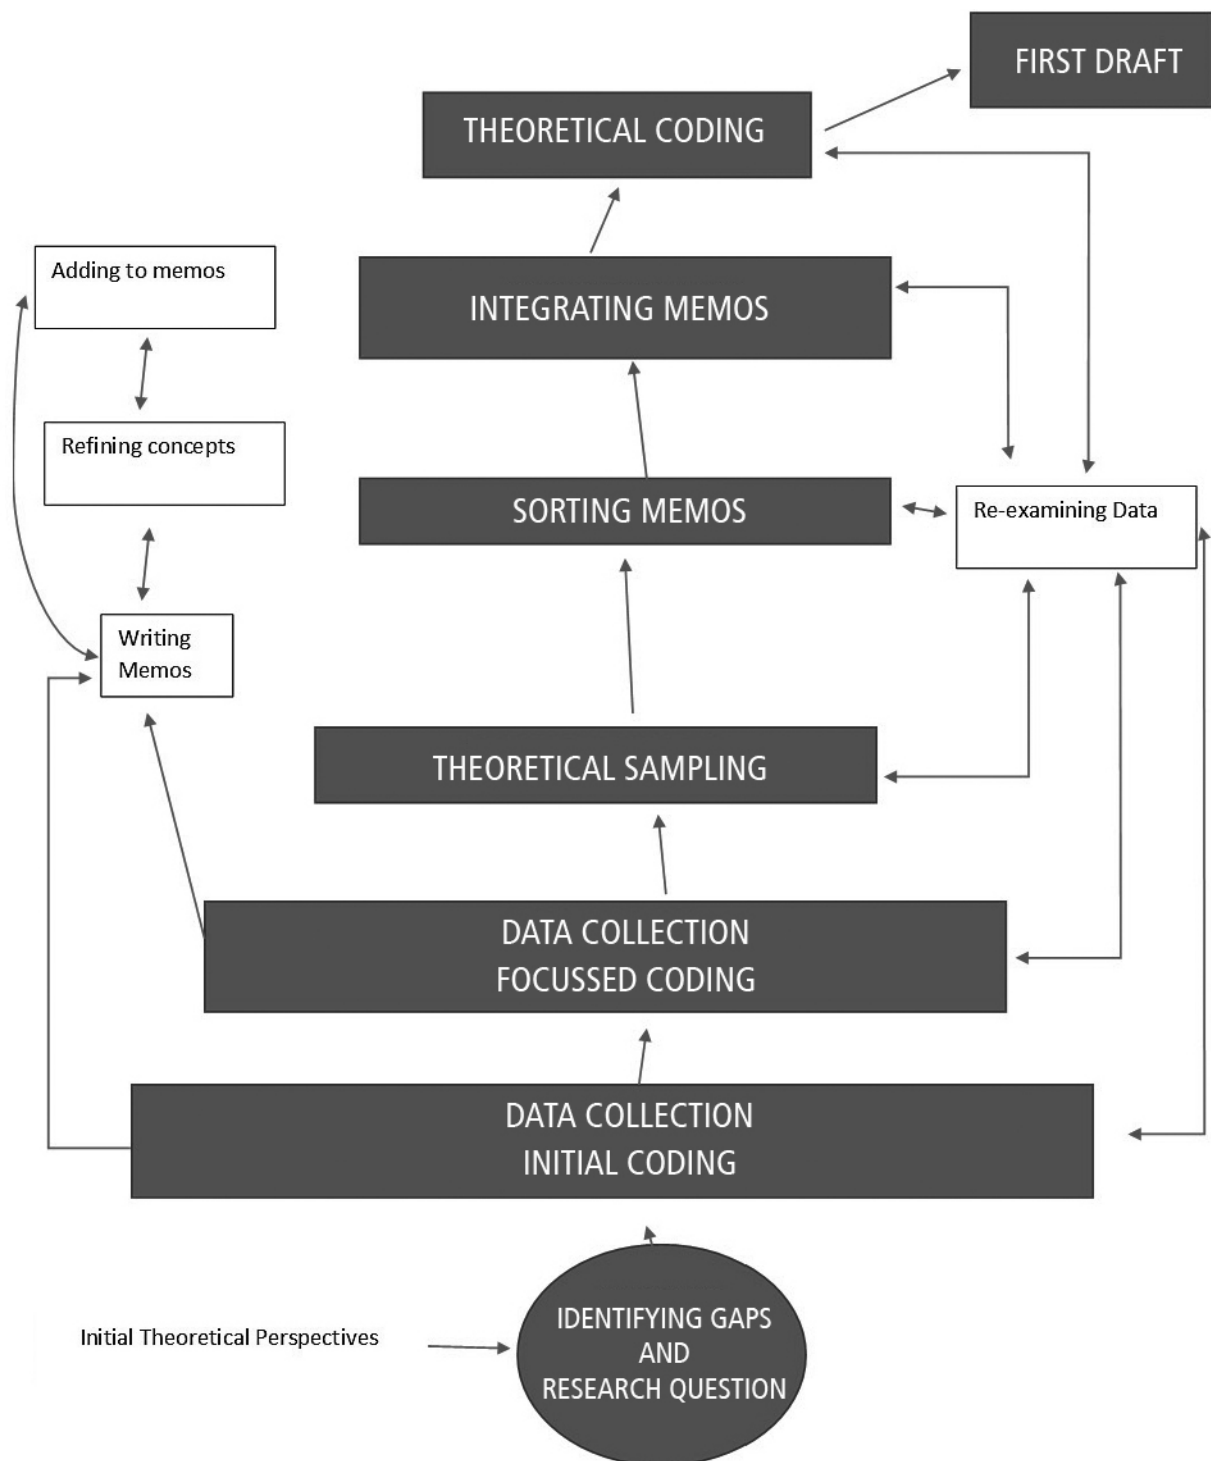 FIRST DRAFT
THEORETICAL CODING
Adding to memos
INTEGRATING MEMOS
Refining concepts
SORTING MEMOS
Re-examining Data
Writing
Memos
THEORETICAL SAMPLING
DATA COLLECTION
FOCUSSED CODING
DATA COLLECTION
INITIAL CODING
Initial Theoretical Perspectives
IDENTIFYING GAPS
AND
RESEARCH QUESTION